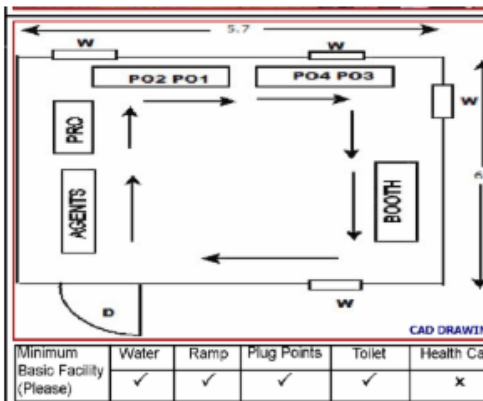 5.7
W
W
PO2 PO1
PO4 PO3
W
PRO
AGENTS
BOOTH
W
D
CAD DRAWIN
Minimum Basic Facility (Please)
Water
Ramp
Plug Points
Toilet
Health Ca
✓
✓
✓
✓
x